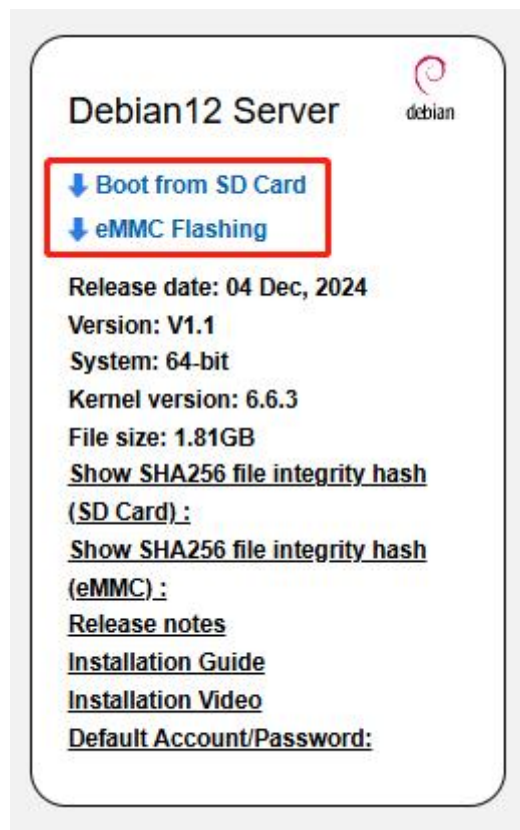 debian
Debian12 Server
Boot from SD Card
eMMC Flashing
Release date: 04 Dec, 2024
Version: V1.1
System: 64-bit
Kernel version: 6.6.3
File size: 1.81GB
Show SHA256 file integrity hash
(SD Card) :
Show SHA256 file integrity hash
(eMMC) :
Release notes
Installation Guide
Installation Video
Default Account/Password: